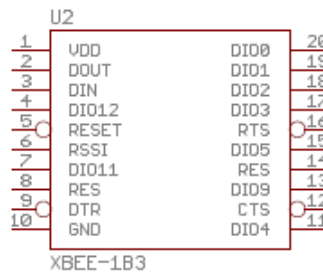 U2
1 VDD DIO0 20
2 DOUT DIO1 19
3 DIN DIO2 18
4 DIO12 DIO3 17
5 RESET RTS 16
6 RSSI DIO5 15
7 DIO11 RES 14
8 RES DIO9 13
9 DTR CTS 12
10 GND DIO4 11
XBEE-1B3